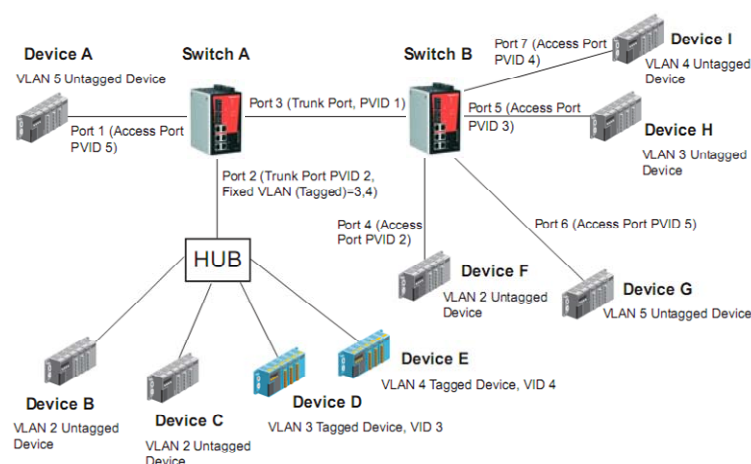 Device A
VLAN 5 Untagged Device
Switch A
Switch B
Port 7 (Access Port
PVID 4)
Device I
VLAN 4 Untagged
Device
Port 3 (Trunk Port, PVID 1)
Port 5 (Access Port
PVID 3)
Device H
VLAN 3 Untagged
Device
Port 1 (Access Port
PVID 5)
Port 2 (Trunk Port PVID 2,
Fixed VLAN (Tagged)=3,4)
Port 4 (Access
Port PVID 2)
Port 6 (Access Port PVID 5)
HUB
Device F
VLAN 2 Untagged
Device
Device G
VLAN 5 Untagged Device
Device E
VLAN 4 Tagged Device, VID 4
Device B
VLAN 2 Untagged
Device
Device C
VLAN 2 Untagged
Device
Device D
VLAN 3 Tagged Device, VID 3